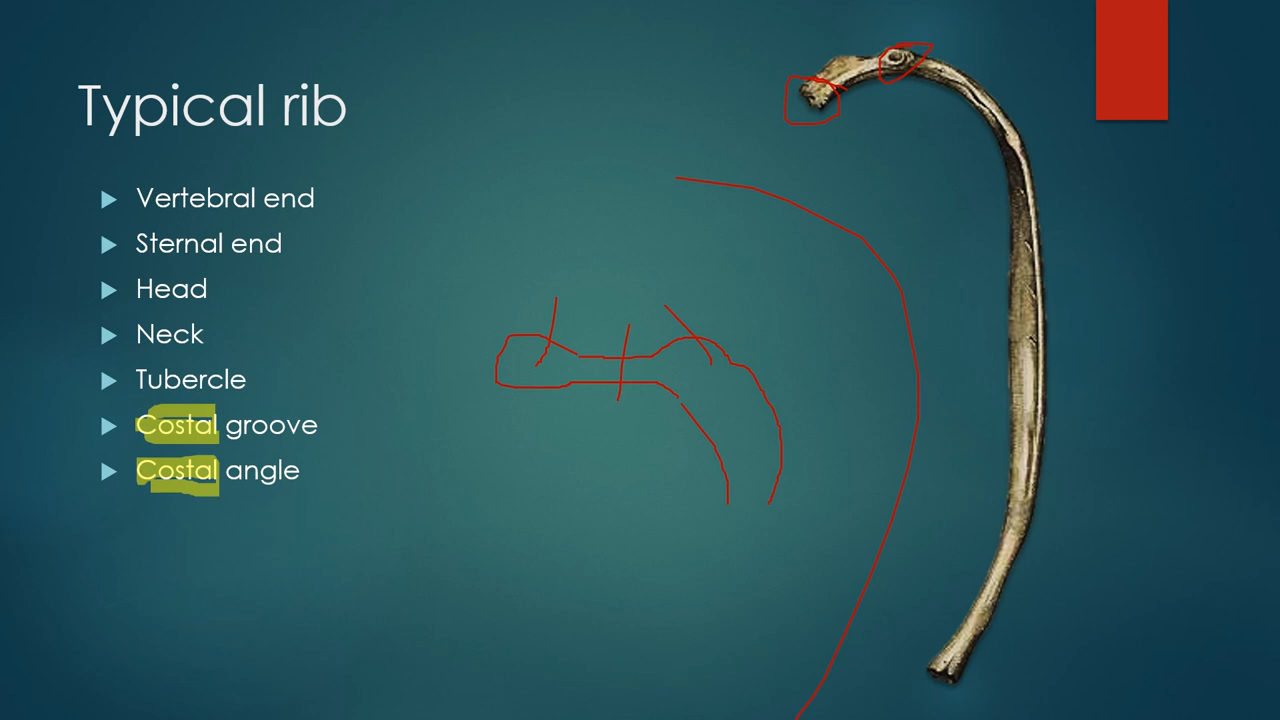 Typical rib
Vertebral end
Sternal end
Head
Neck
Tubercle
Costal groove
Costal angle